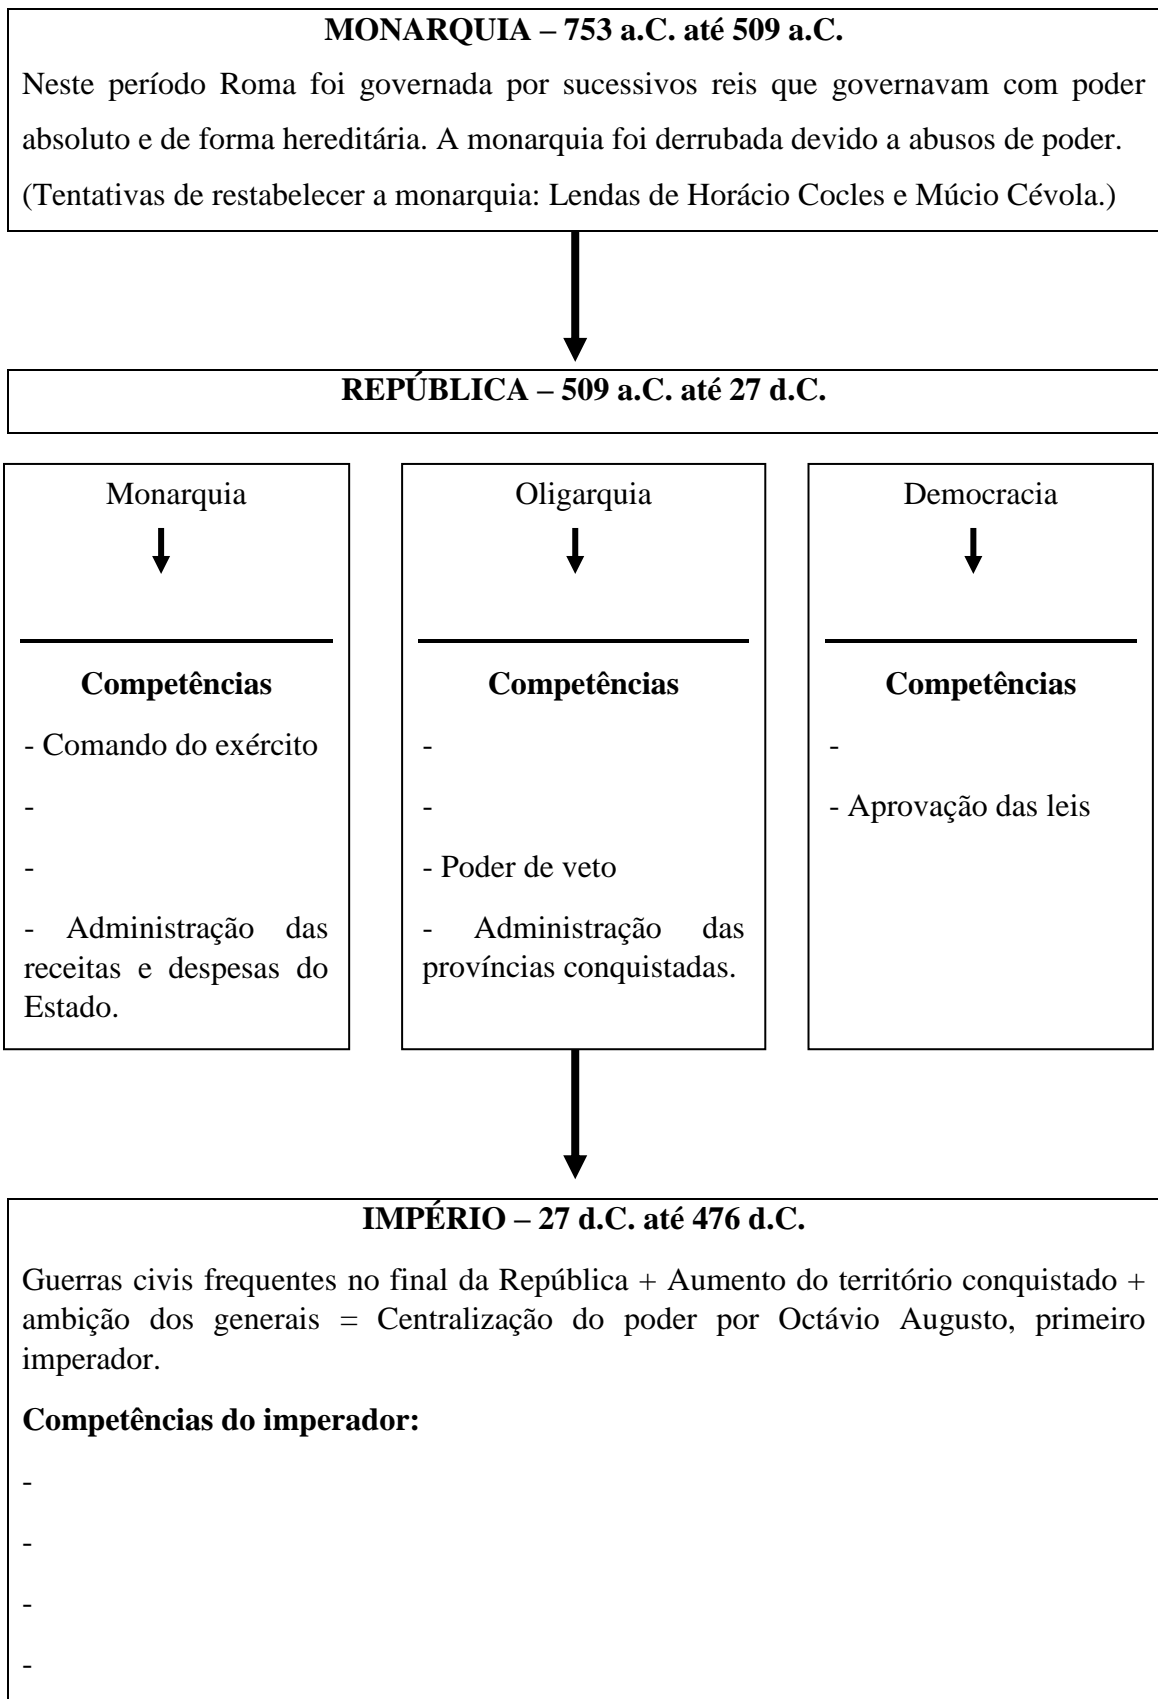 MONARQUIA – 753 a.C. até 509 a.C.
Neste período Roma foi governada por sucessivos reis que governavam com poder
absoluto e de forma hereditária. A monarquia foi derrubada devido a abusos de poder.
(Tentativas de restabelecer a monarquia: Lendas de Horácio Cocles e Múcio Cévola.)
REPÚBLICA – 509 a.C. até 27 d.C.
Monarquia
Competências
- Comando do exército
-
-
- Administração das
receitas e despesas do
Estado.
Oligarquia
Competências
-
-
- Poder de veto
- Administração das
províncias conquistadas.
Democracia
Competências
-
- Aprovação das leis
IMPÉRIO – 27 d.C. até 476 d.C.
Guerras civis frequentes no final da República + Aumento do território conquistado +
ambição dos generais = Centralização do poder por Octávio Augusto, primeiro
imperador.
Competências do imperador:
-
-
-
-